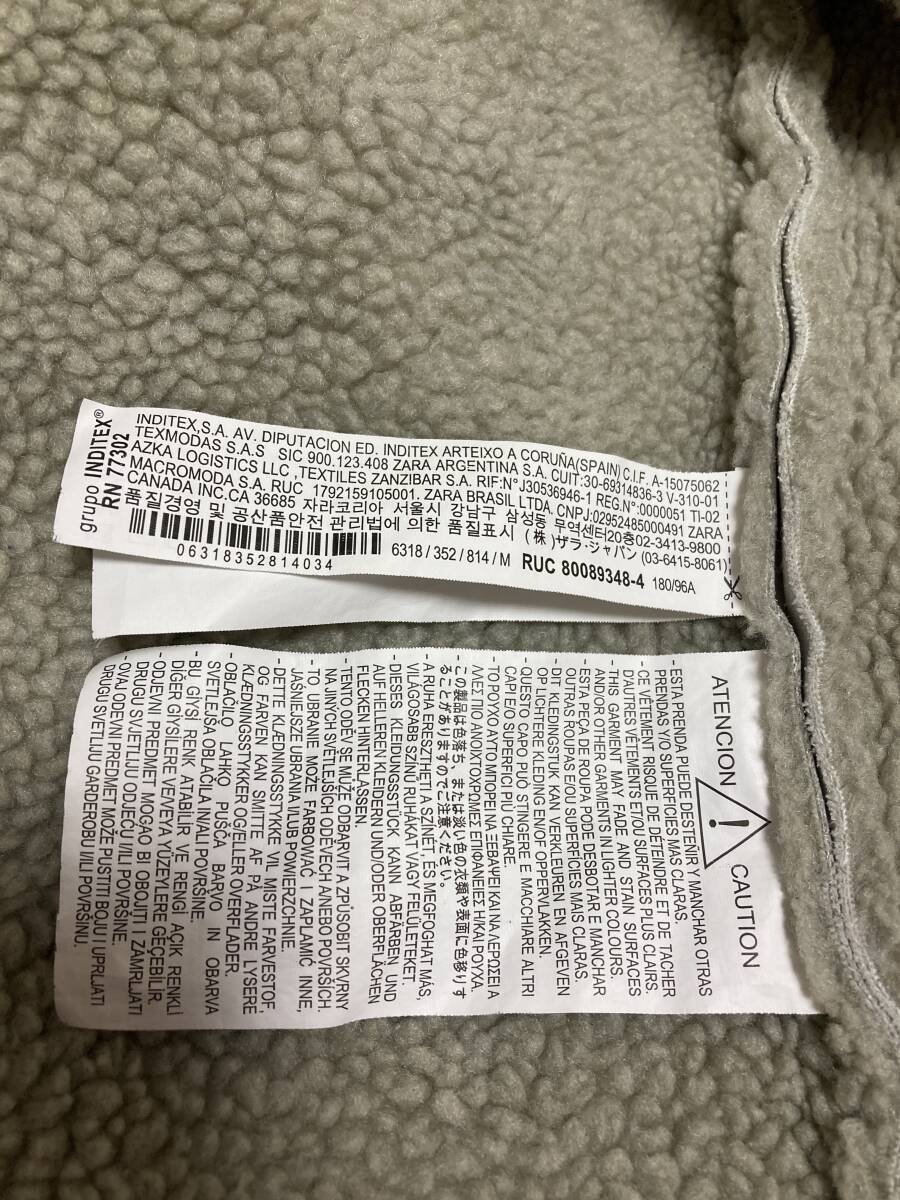 grupo INDITEX®
RN 77302
INDITEX,S.A. AV. DIPUTACION ED. INDITEX ARTEIXO A CORUÑA(SPAIN) C.I.F. A-15075062
TEXMODAS S.A.S SIC 900.123.408 ZARA ARGENTINA S.A. CUIT:30-69314836-3 V-310-01
AZKA LOGISTICS LLC ,TEXTILES ZANZIBAR S.A. RIF:N°J30536946-1 REG.N°:0000051 TI-02
MACROMODA S.A. RUC 1792159105001. ZARA BRASIL LTDA. CNPJ:02952485000491 ZARA
CANADA INC.CA 36685 자라코리아 서울시 강남구 삼성동 무역센터20층02-3413-9800
품질경영 및 공산품안전 관리법에 의한 품질표시 (株)ザラ・ジャパン (03-6415-8061)
06318352814034
6318 / 352 / 814 / M RUC 80089348-4 180/96A
ATENCION CAUTION
- ESTA PRENDA PUEDE DESTEÑIR Y MANCHAR OTRAS
PRENDAS Y/O SUPERFICIES MAS CLARAS.
- CE VÊTEMENT RISQUE DE DÉTEINDRE ET DE TACHER
D'AUTRES VÊTEMENTS ET/OU SURFACES PLUS CLAIRS.
- THIS GARMENT MAY FADE AND STAIN SURFACES
AND/OR OTHER GARMENTS IN LIGHTER COLOURS.
- ESTA PEÇA DE ROUPA PODE DESBOTAR E MANCHAR
OUTRAS ROUPAS E/OU SUPERFÍCIES MAIS CLARAS.
- DIT KLEDINGSTUK KAN VERKLEUREN EN AFGEVEN
OP LICHTERE KLEDING EN/OF OPPERVLAKKEN.
- QUESTO CAPO PUÒ STINGERE E MACCHIARE ALTRI
CAPI E/O SUPERFICI PIÙ CHIARE.
- ΤΟ ΡΟΥΧΟ ΑΥΤΟ ΜΠΟΡΕΙ ΝΑ ΞΕΒΑΨΕΙ ΚΑΙ ΝΑ ΛΕΡΩΣΕΙ ΑΛΛΕΣ ΠΙΟ ΑΝΟΙΧΤΟΧΡΩΜΕΣ ΕΠΙΦΑΝΕΙΕΣ Η/ΚΑΙ ΡΟΥΧΑ.
- この製品は色落ち、または淡い色の衣類や表面に色移りす
ることがありますのでご注意ください。
- A RUHA ERESZTHETI A SZÍNÉT, ÉS MEGFOGHAT MÁS,
VILÁGOSABB SZÍNŰ RUHÁKAT VAGY FELÜLETEKET.
- DIESES KLEIDUNGSSTÜCK KANN ABFÄRBEN UND
AUF HELLEREN KLEIDERN UND/ODER OBERFLÄCHEN
FLECKEN HINTERLASSEN.
- TENTO ODĚV SE MŮŽE ODBARVIT A ZPŮSOBIT SKVRNY
NA JINÝCH SVĚTLEJŠÍCH ODĚVECH A/NEBO POVRŠÍCH.
- TO UBRANIE MOŻE FARBOWAĆ I ZAPLAMIĆ INNE,
JAŚNIEJSZE UBRANIA I/LUB POWIERZCHNIE.
- DETTE KLÆDNINGSSTYKKE VIL MISTE FARVESTOF,
OG FARVEN KAN SMITTE AF PÅ ANDRE LYSERE
KLÆDNINGSSTYKKER OG/ELLER OVERFLADER.
- OBLAČILO LAHKO PUŠČA BARVO IN OBARVA
SVETLEJŠA OBLAČILA IN/ALI POVRŠINE.
- BU GİYSİ RENK ATABİLİR VE RENGİ AÇIK RENKLİ
DİĞER GİYSİLERE VE/VEYA YÜZEYLERE GEÇEBİLİR.
- ODJEVNI PREDMET MOGAO BI OBOJITI I ZAMRLJATI
DRUGU SVJETLIJU ODJEĆU I/ILI POVRŠINE.
- OVAJ ODEVNI PREDMET MOŽE PUSTITI BOJU I UPRLJATI
DRUGU SVETLIJU GARDEROBU I/ILI POVRŠINU.